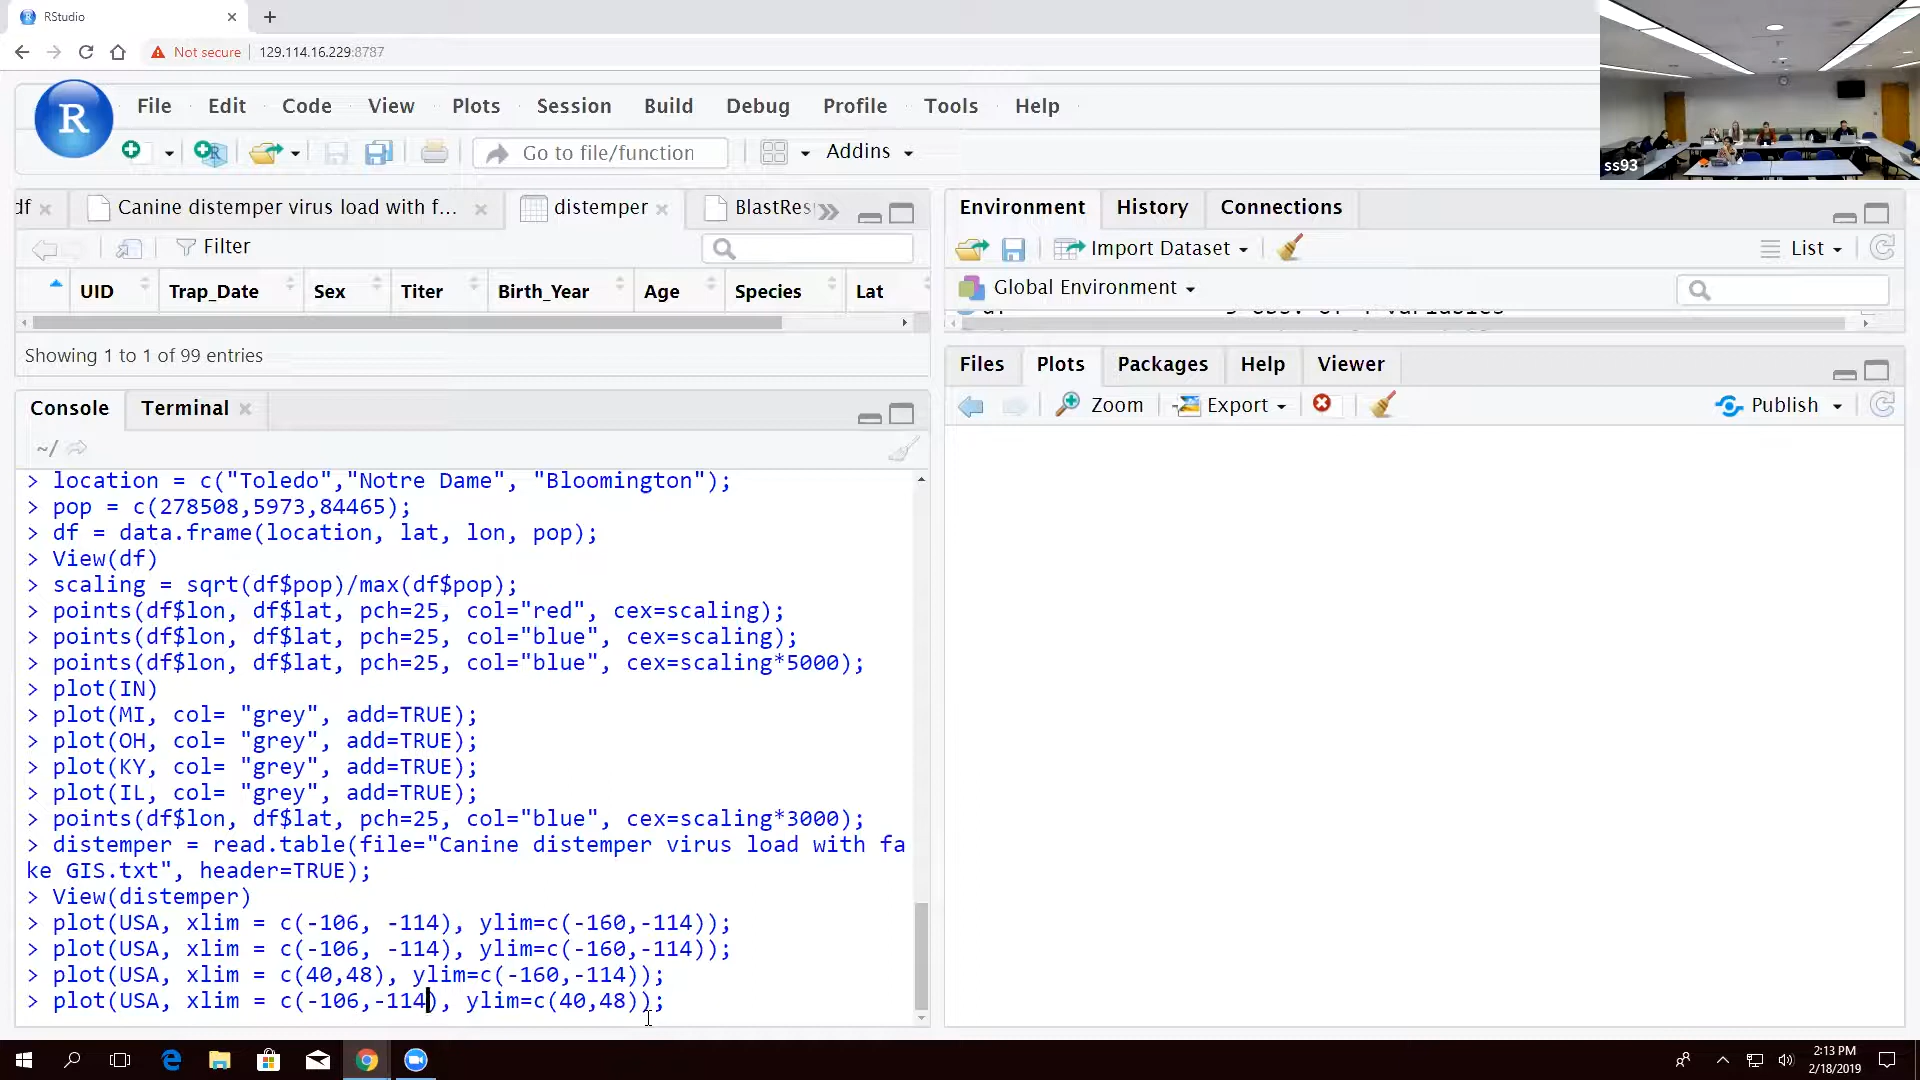 RStudio
Not secure 129.114.16.229:8787
ss93
R File Edit Code View Plots Session Build Debug Profile Tools Help
R Go to file/function Addins
df Canine distemper virus load with f... distemper BlastRes
Filter
UID Trap_Date Sex Titer Birth_Year Age Species Lat
Showing 1 to 1 of 99 entries
Console Terminal
~/
> location = c("Toledo","Notre Dame", "Bloomington");
> pop = c(278508,5973,84465);
> df = data.frame(location, lat, lon, pop);
> View(df)
> scaling = sqrt(df$pop)/max(df$pop);
> points(df$lon, df$lat, pch=25, col="red", cex=scaling);
> points(df$lon, df$lat, pch=25, col="blue", cex=scaling);
> points(df$lon, df$lat, pch=25, col="blue", cex=scaling*5000);
> plot(IN)
> plot(MI, col= "grey", add=TRUE);
> plot(OH, col= "grey", add=TRUE);
> plot(KY, col= "grey", add=TRUE);
> plot(IL, col= "grey", add=TRUE);
> points(df$lon, df$lat, pch=25, col="blue", cex=scaling*3000);
> distemper = read.table(file="Canine distemper virus load with fa
ke GIS.txt", header=TRUE);
> View(distemper)
> plot(USA, xlim = c(-106, -114), ylim=c(-160,-114));
> plot(USA, xlim = c(-106, -114), ylim=c(-160,-114));
> plot(USA, xlim = c(40,48), ylim=c(-160,-114));
> plot(USA, xlim = c(-106,-114), ylim=c(40,48));
Environment History Connections
Import Dataset List
Global Environment
Files Plots Packages Help Viewer
Zoom Export Publish
2:13 PM
2/18/2019